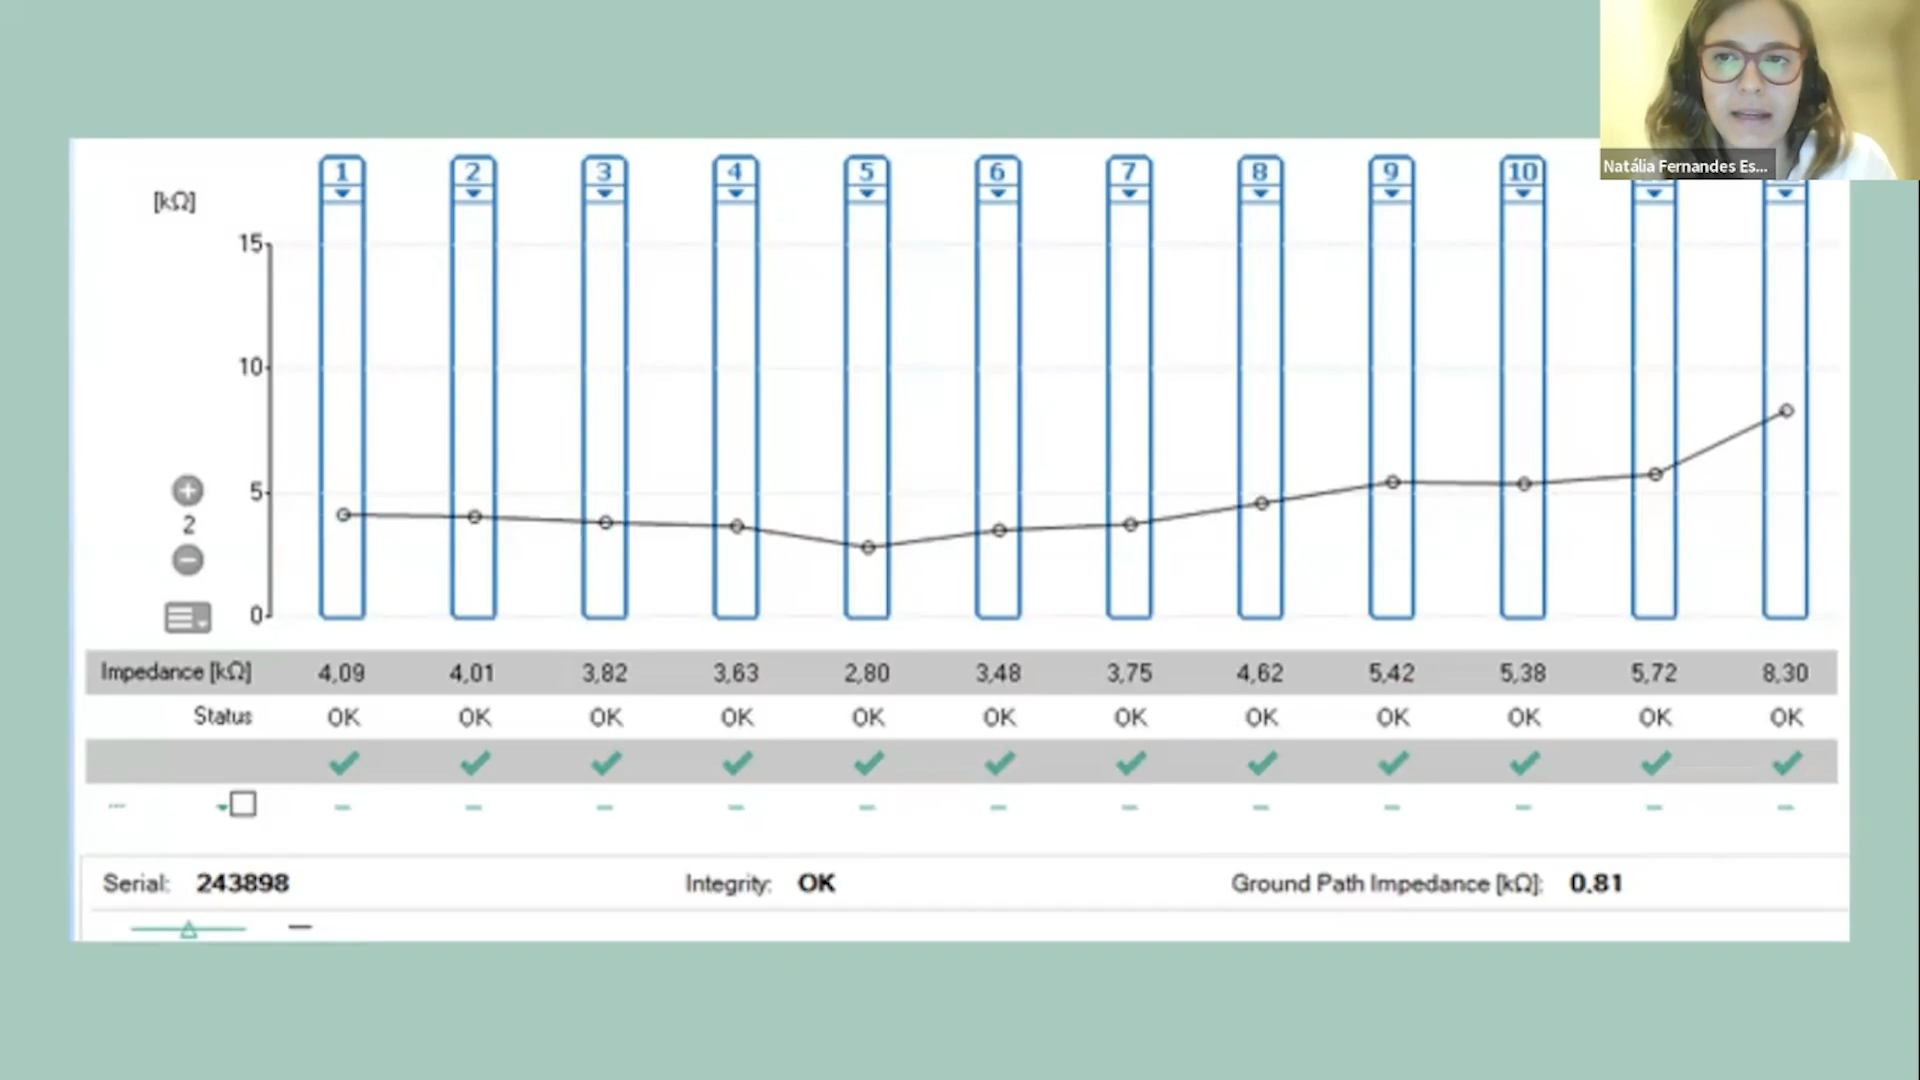 1 2 3 4 5 6 7 8 9 10
Natália Fernandes Es...
[kΩ]
15
10
5
2
0
Impedance [kΩ] 4,09 4,01 3,82 3,63 2,80 3,48 3,75 4,62 5,42 5,38 5,72 8,30
Status OK OK OK OK OK OK OK OK OK OK OK OK
Serial: 243898 Integrity: OK Ground Path Impedance [kΩ]: 0.81